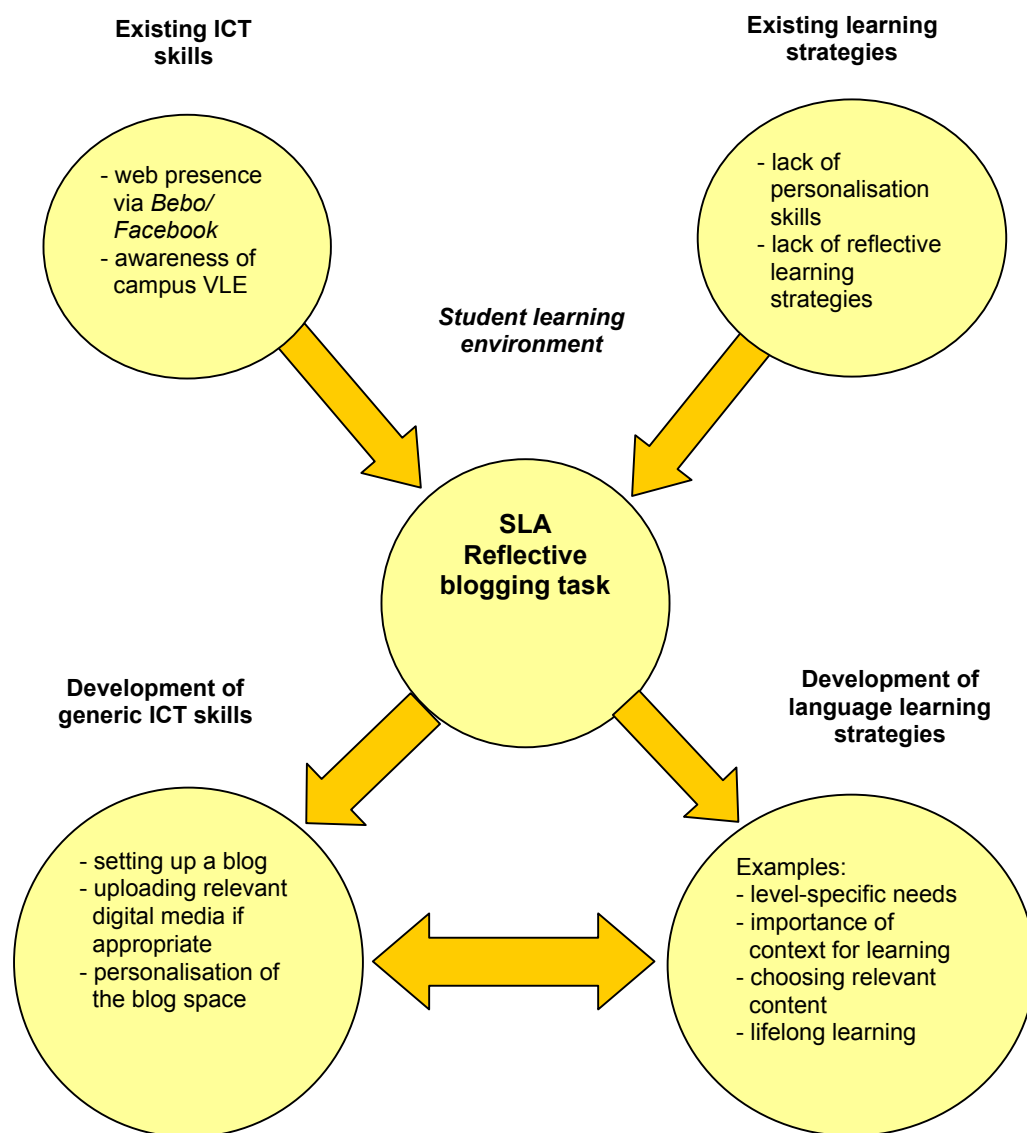 Existing ICT
skills
Existing learning
strategies
- web presence
via Bebo/
Facebook
- awareness of
campus VLE
- lack of
personalisation
skills
- lack of reflective
learning
strategies
Student learning
environment
SLA
Reflective
blogging task
Development of
generic ICT skills
Development of
language learning
strategies
- setting up a blog
- uploading relevant
digital media if
appropriate
- personalisation of
the blog space
Examples:
- level-specific needs
- importance of
context for learning
- choosing relevant
content
- lifelong learning